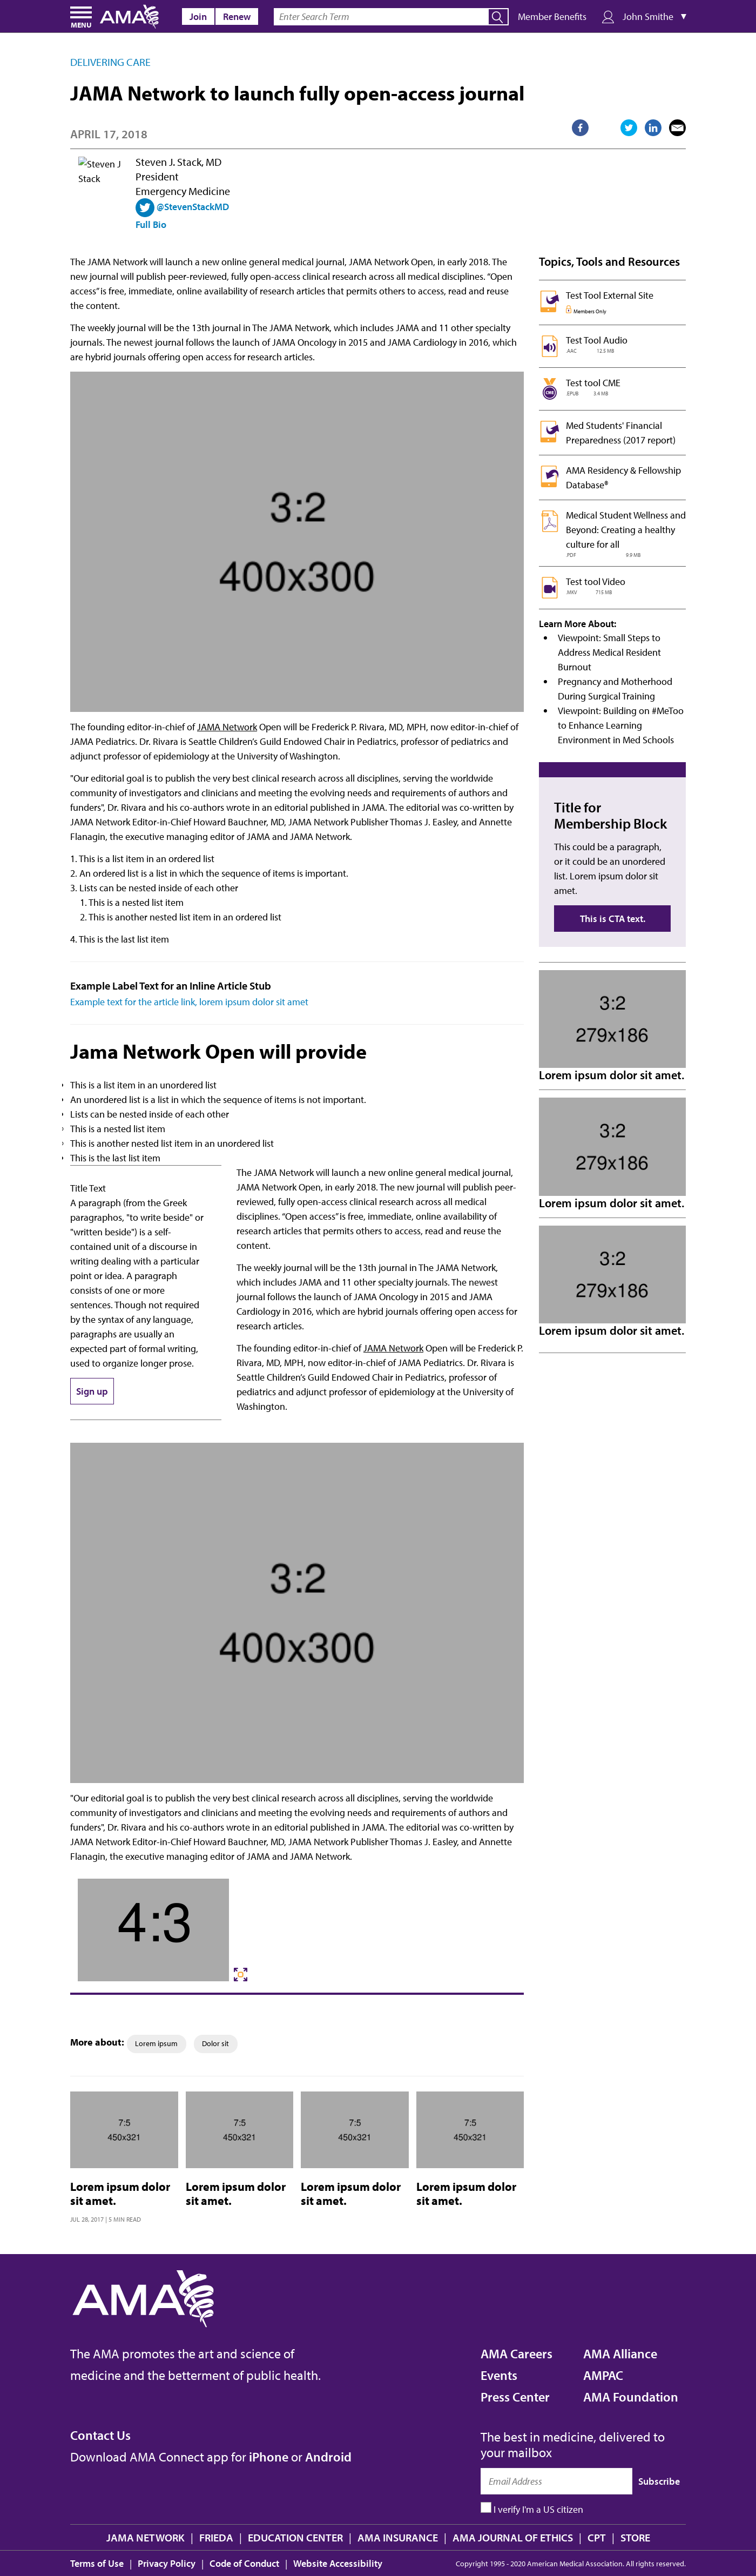 MENU
AMA
Join
Renew
Enter Search Term
Member Benefits
John Smithe
DELIVERING CARE
JAMA Network to launch fully open-access journal
APRIL 17, 2018
Steven J Stack
Steven J. Stack, MD
President
Emergency Medicine
@StevenStackMD
Full Bio
The JAMA Network will launch a new online general medical journal, JAMA Network Open, in early 2018. The
new journal will publish peer-reviewed, fully open-access clinical research across all medical disciplines. “Open
access” is free, immediate, online availability of research articles that permits others to access, read and reuse
the content.
The weekly journal will be the 13th journal in The JAMA Network, which includes JAMA and 11 other specialty
journals. The newest journal follows the launch of JAMA Oncology in 2015 and JAMA Cardiology in 2016, which
are hybrid journals offering open access for research articles.
3:2
400x300
The founding editor-in-chief of JAMA Network Open will be Frederick P. Rivara, MD, MPH, now editor-in-chief of
JAMA Pediatrics. Dr. Rivara is Seattle Children’s Guild Endowed Chair in Pediatrics, professor of pediatrics and
adjunct professor of epidemiology at the University of Washington.
"Our editorial goal is to publish the very best clinical research across all disciplines, serving the worldwide
community of investigators and clinicians and meeting the evolving needs and requirements of authors and
funders", Dr. Rivara and his co-authors wrote in an editorial published in JAMA. The editorial was co-written by
JAMA Network Editor-in-Chief Howard Bauchner, MD, JAMA Network Publisher Thomas J. Easley, and Annette
Flanagin, the executive managing editor of JAMA and JAMA Network.
1. This is a list item in an ordered list
2. An ordered list is a list in which the sequence of items is important.
3. Lists can be nested inside of each other
1. This is a nested list item
2. This is another nested list item in an ordered list
4. This is the last list item
Example Label Text for an Inline Article Stub
Example text for the article link, lorem ipsum dolor sit amet
Jama Network Open will provide
This is a list item in an unordered list
An unordered list is a list in which the sequence of items is not important.
Lists can be nested inside of each other
This is a nested list item
This is another nested list item in an unordered list
This is the last list item
Title Text
A paragraph (from the Greek
paragraphos, "to write beside" or
"written beside") is a self-
contained unit of a discourse in
writing dealing with a particular
point or idea. A paragraph
consists of one or more
sentences. Though not required
by the syntax of any language,
paragraphs are usually an
expected part of formal writing,
used to organize longer prose.
Sign up
The JAMA Network will launch a new online general medical journal,
JAMA Network Open, in early 2018. The new journal will publish peer-
reviewed, fully open-access clinical research across all medical
disciplines. “Open access” is free, immediate, online availability of
research articles that permits others to access, read and reuse the
content.
The weekly journal will be the 13th journal in The JAMA Network,
which includes JAMA and 11 other specialty journals. The newest
journal follows the launch of JAMA Oncology in 2015 and JAMA
Cardiology in 2016, which are hybrid journals offering open access for
research articles.
The founding editor-in-chief of JAMA Network Open will be Frederick P.
Rivara, MD, MPH, now editor-in-chief of JAMA Pediatrics. Dr. Rivara is
Seattle Children’s Guild Endowed Chair in Pediatrics, professor of
pediatrics and adjunct professor of epidemiology at the University of
Washington.
3:2
400x300
"Our editorial goal is to publish the very best clinical research across all disciplines, serving the worldwide
community of investigators and clinicians and meeting the evolving needs and requirements of authors and
funders", Dr. Rivara and his co-authors wrote in an editorial published in JAMA. The editorial was co-written by
JAMA Network Editor-in-Chief Howard Bauchner, MD, JAMA Network Publisher Thomas J. Easley, and Annette
Flanagin, the executive managing editor of JAMA and JAMA Network.
4:3
More about:
Lorem ipsum
Dolor sit
7:5
450x321
Lorem ipsum dolor
sit amet.
JUL 28, 2017 | 5 MIN READ
7:5
450x321
Lorem ipsum dolor
sit amet.
7:5
450x321
Lorem ipsum dolor
sit amet.
7:5
450x321
Lorem ipsum dolor
sit amet.
Topics, Tools and Resources
Test Tool External Site
Members Only
Test Tool Audio
.AAC 12.5 MB
CME
Test tool CME
.EPUB 3.4 MB
Med Students' Financial
Preparedness (2017 report)
AMA Residency & Fellowship
Database®
Medical Student Wellness and
Beyond: Creating a healthy
culture for all
.PDF 9.9 MB
Test tool Video
.MKV 715 MB
Learn More About:
Viewpoint: Small Steps to
Address Medical Resident
Burnout
Pregnancy and Motherhood
During Surgical Training
Viewpoint: Building on #MeToo
to Enhance Learning
Environment in Med Schools
Title for
Membership Block
This could be a paragraph,
or it could be an unordered
list. Lorem ipsum dolor sit
amet.
This is CTA text.
3:2
279x186
Lorem ipsum dolor sit amet.
3:2
279x186
Lorem ipsum dolor sit amet.
3:2
279x186
Lorem ipsum dolor sit amet.
AMA
The AMA promotes the art and science of
medicine and the betterment of public health.
AMA Careers
Events
Press Center
AMA Alliance
AMPAC
AMA Foundation
Contact Us
Download AMA Connect app for iPhone or Android
The best in medicine, delivered to
your mailbox
Email Address
Subscribe
I verify I'm a US citizen
JAMA NETWORK | FRIEDA | EDUCATION CENTER | AMA INSURANCE | AMA JOURNAL OF ETHICS | CPT | STORE
Terms of Use | Privacy Policy | Code of Conduct | Website Accessibility
Copyright 1995 - 2020 American Medical Association. All rights reserved.